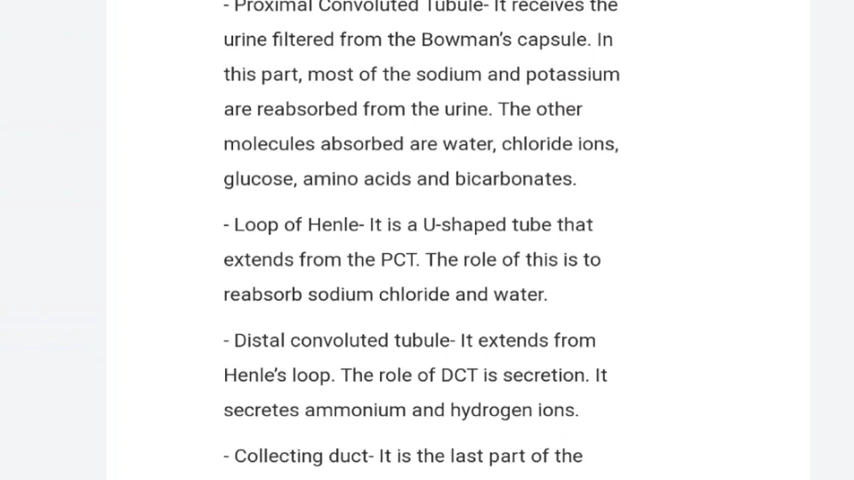 - Proximal Convoluted Tubule- It receives the
urine filtered from the Bowman’s capsule. In
this part, most of the sodium and potassium
are reabsorbed from the urine. The other
molecules absorbed are water, chloride ions,
glucose, amino acids and bicarbonates.
- Loop of Henle- It is a U-shaped tube that
extends from the PCT. The role of this is to
reabsorb sodium chloride and water.
- Distal convoluted tubule- It extends from
Henle’s loop. The role of DCT is secretion. It
secretes ammonium and hydrogen ions.
- Collecting duct- It is the last part of the